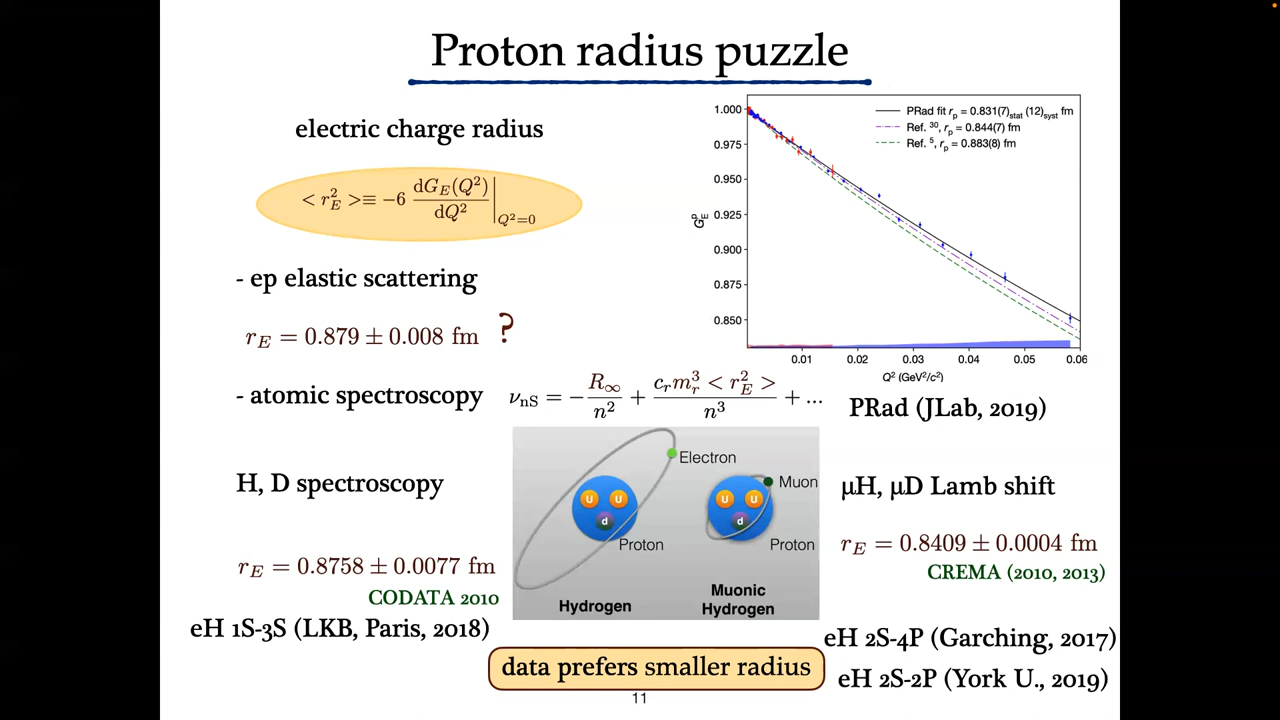 Proton radius puzzle
electric charge radius
< r_E^2 >≡ −6 dG_E(Q²)/dQ² |_{Q²=0}
- ep elastic scattering
r_E = 0.879 ± 0.008 fm ?
1.000
0.975
0.950
0.925
0.900
0.875
0.850
G_E^p
PRad fit r_p = 0.831(7)_stat (12)_syst fm
Ref. ³⁰, r_p = 0.844(7) fm
Ref. ⁵, r_p = 0.883(8) fm
0.01 0.02 0.03 0.04 0.05 0.06
Q² (GeV²/c²)
- atomic spectroscopy
ν_nS = − R_∞/n² + c_r m_r³ < r_E² >/n³ + ...
PRad (JLab, 2019)
H, D spectroscopy
r_E = 0.8758 ± 0.0077 fm
CODATA 2010
eH 1S-3S (LKB, Paris, 2018)
Electron
U U
d
Proton
Hydrogen
Muon
U U
d
Proton
Muonic
Hydrogen
μH, μD Lamb shift
r_E = 0.8409 ± 0.0004 fm
CREMA (2010, 2013)
eH 2S-4P (Garching, 2017)
eH 2S-2P (York U., 2019)
data prefers smaller radius
11